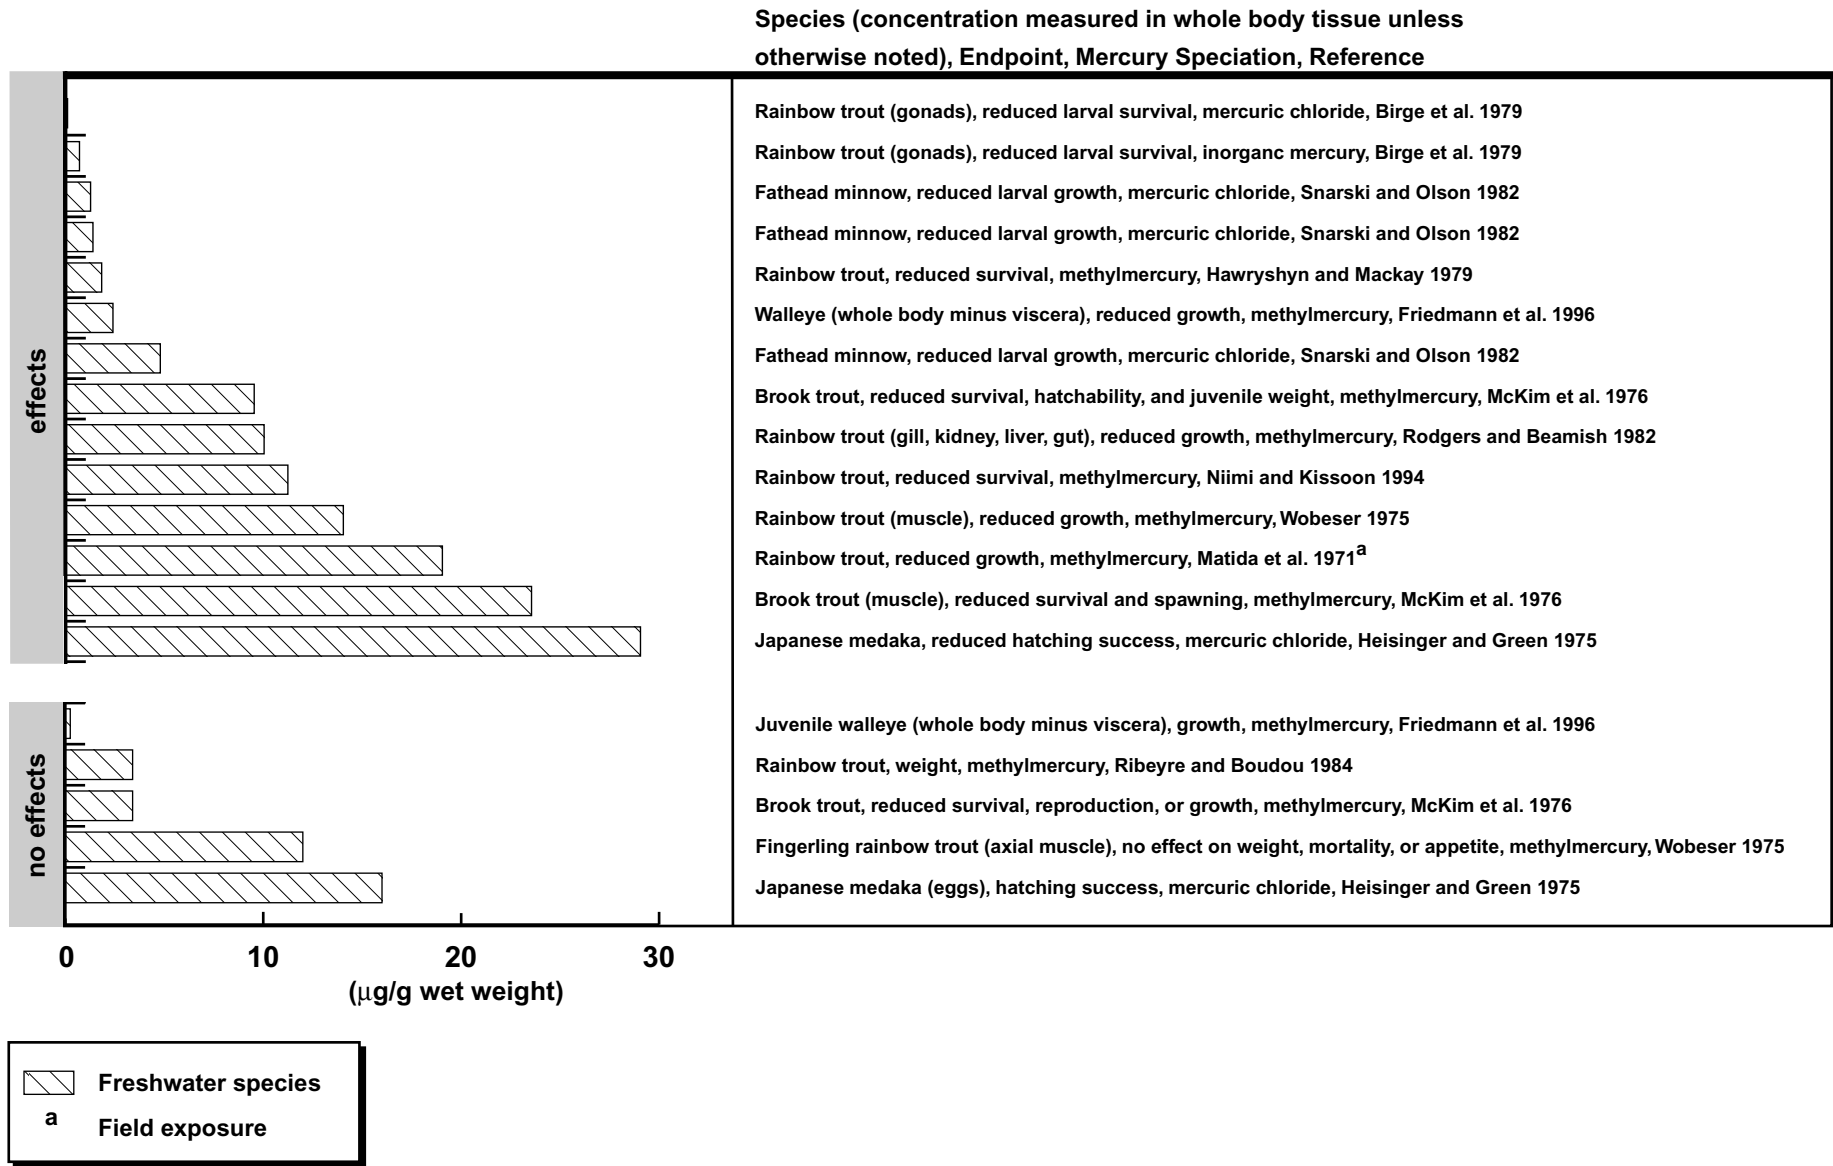 Species (concentration measured in whole body tissue unless
otherwise noted), Endpoint, Mercury Speciation, Reference
effects
Rainbow trout (gonads), reduced larval survival, mercuric chloride, Birge et al. 1979
Rainbow trout (gonads), reduced larval survival, inorganc mercury, Birge et al. 1979
Fathead minnow, reduced larval growth, mercuric chloride, Snarski and Olson 1982
Fathead minnow, reduced larval growth, mercuric chloride, Snarski and Olson 1982
Rainbow trout, reduced survival, methylmercury, Hawryshyn and Mackay 1979
Walleye (whole body minus viscera), reduced growth, methylmercury, Friedmann et al. 1996
Fathead minnow, reduced larval growth, mercuric chloride, Snarski and Olson 1982
Brook trout, reduced survival, hatchability, and juvenile weight, methylmercury, McKim et al. 1976
Rainbow trout (gill, kidney, liver, gut), reduced growth, methylmercury, Rodgers and Beamish 1982
Rainbow trout, reduced survival, methylmercury, Niimi and Kissoon 1994
Rainbow trout (muscle), reduced growth, methylmercury, Wobeser 1975
Rainbow trout, reduced growth, methylmercury, Matida et al. 1971a
Brook trout (muscle), reduced survival and spawning, methylmercury, McKim et al. 1976
Japanese medaka, reduced hatching success, mercuric chloride, Heisinger and Green 1975
no effects
Juvenile walleye (whole body minus viscera), growth, methylmercury, Friedmann et al. 1996
Rainbow trout, weight, methylmercury, Ribeyre and Boudou 1984
Brook trout, reduced survival, reproduction, or growth, methylmercury, McKim et al. 1976
Fingerling rainbow trout (axial muscle), no effect on weight, mortality, or appetite, methylmercury, Wobeser 1975
Japanese medaka (eggs), hatching success, mercuric chloride, Heisinger and Green 1975
0 10 20 30
(μg/g wet weight)
Freshwater species
a Field exposure